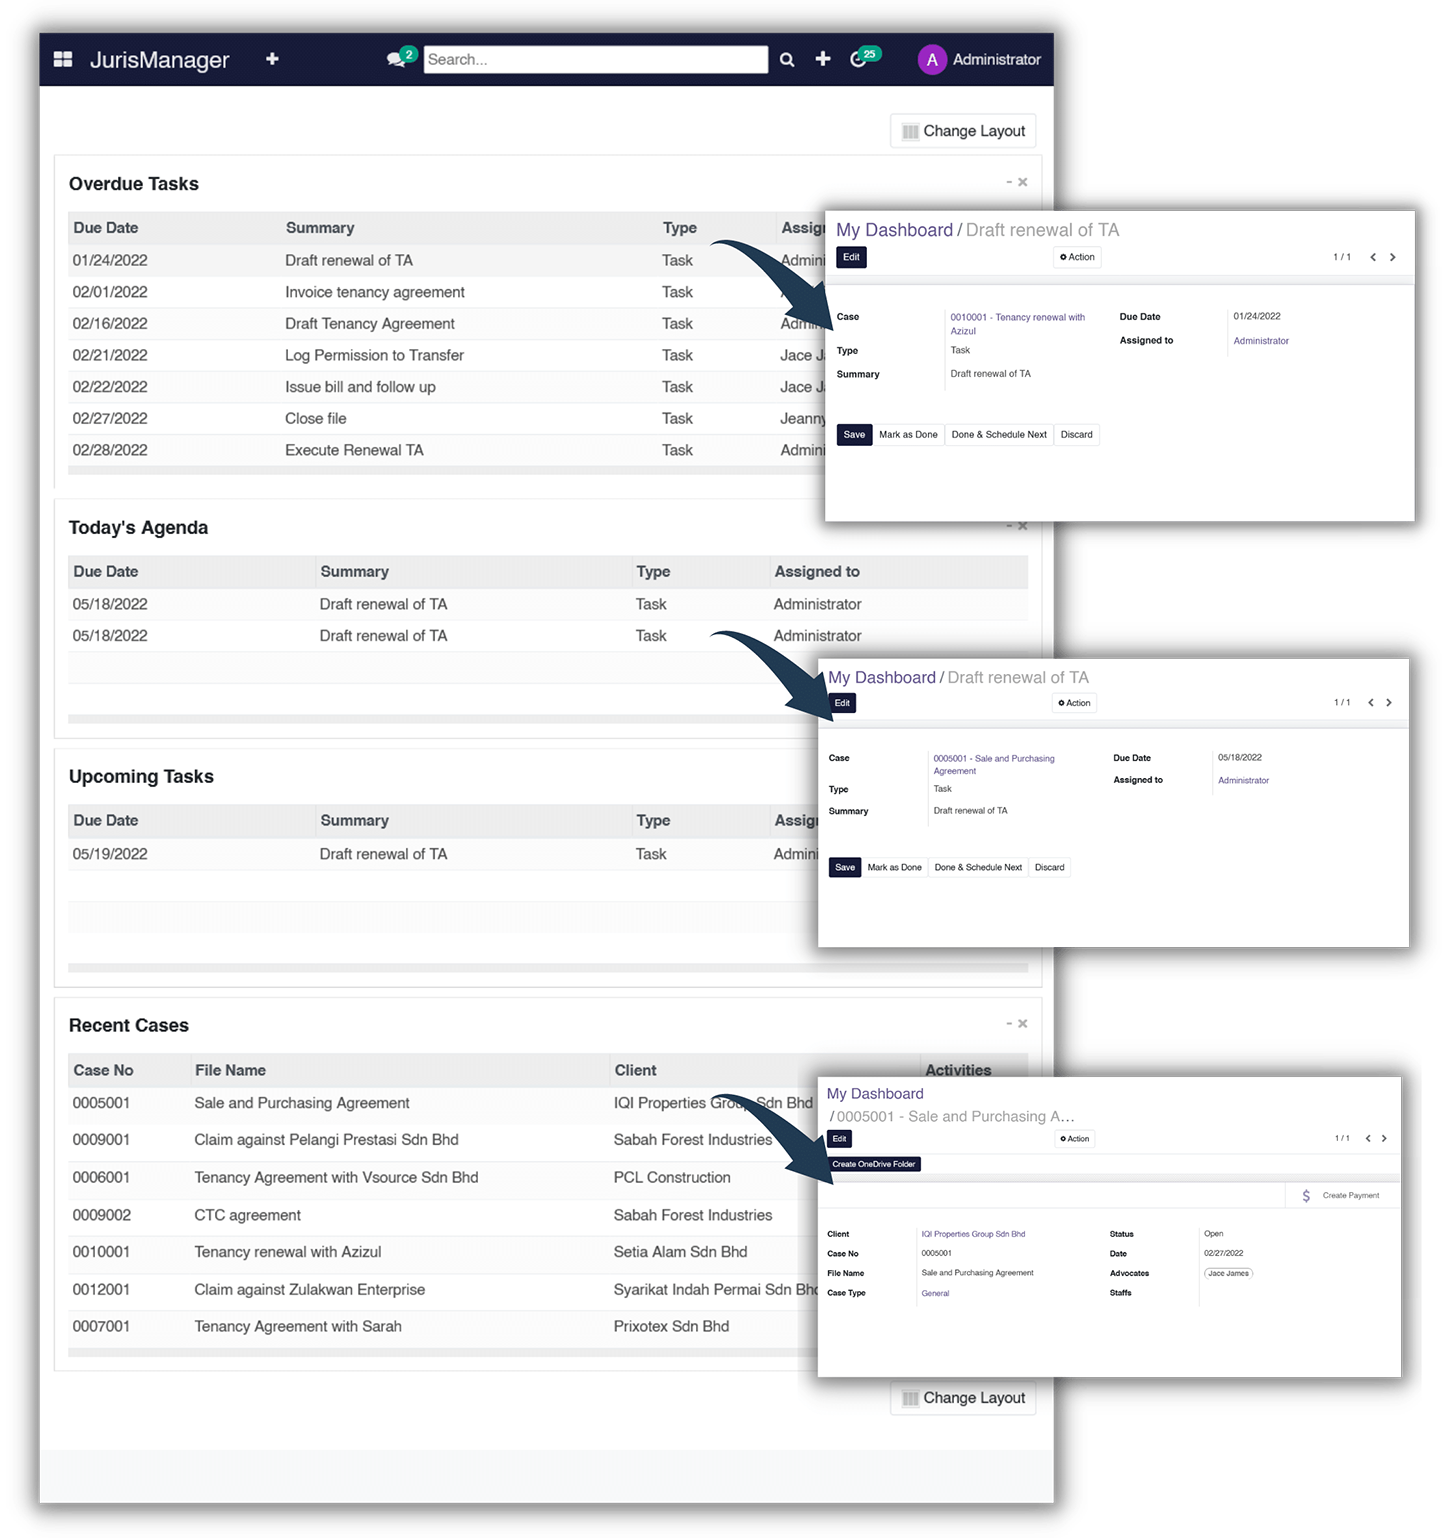 JurisManager
2
Search...
25
A
Administrator
Change Layout
Overdue Tasks
Due Date Summary Type
01/24/2022 Draft renewal of TA Task
02/01/2022 Invoice tenancy agreement Task
02/16/2022 Draft Tenancy Agreement Task
02/21/2022 Log Permission to Transfer Task Jace
02/22/2022 Issue bill and follow up Task Jace
02/27/2022 Close file Task Jeanny
02/28/2022 Execute Renewal TA Task
My Dashboard / Draft renewal of TA
Edit Action 1 / 1
Case 0010001 - Tenancy renewal with
Azizul
Type Task
Summary Draft renewal of TA
Due Date 01/24/2022
Assigned to Administrator
Save Mark as Done Done & Schedule Next Discard
Today's Agenda
Due Date Summary Type Assigned to
05/18/2022 Draft renewal of TA Task Administrator
05/18/2022 Draft renewal of TA Task Administrator
My Dashboard / Draft renewal of TA
Edit Action 1 / 1
Case 0005001 - Sale and Purchasing
Agreement
Type Task
Summary Draft renewal of TA
Due Date 05/18/2022
Assigned to Administrator
Save Mark as Done Done & Schedule Next Discard
Upcoming Tasks
Due Date Summary Type
05/19/2022 Draft renewal of TA Task
Recent Cases
Case No File Name Client Activities
0005001 Sale and Purchasing Agreement IQI Properties Group Sdn Bhd
0009001 Claim against Pelangi Prestasi Sdn Bhd Sabah Forest Industries
0006001 Tenancy Agreement with Vsource Sdn Bhd PCL Construction
0009002 CTC agreement Sabah Forest Industries
0010001 Tenancy renewal with Azizul Setia Alam Sdn Bhd
0012001 Claim against Zulakwan Enterprise Syarikat Indah Permai Sdn Bhd
0007001 Tenancy Agreement with Sarah Prixotex Sdn Bhd
My Dashboard
/ 0005001 - Sale and Purchasing A...
Edit Action 1 / 1
Create OneDrive Folder
$ Create Payment
Client IQI Properties Group Sdn Bhd
Case No 0005001
File Name Sale and Purchasing Agreement
Case Type General
Status Open
Date 02/27/2022
Advocates Jace James
Staffs
Change Layout